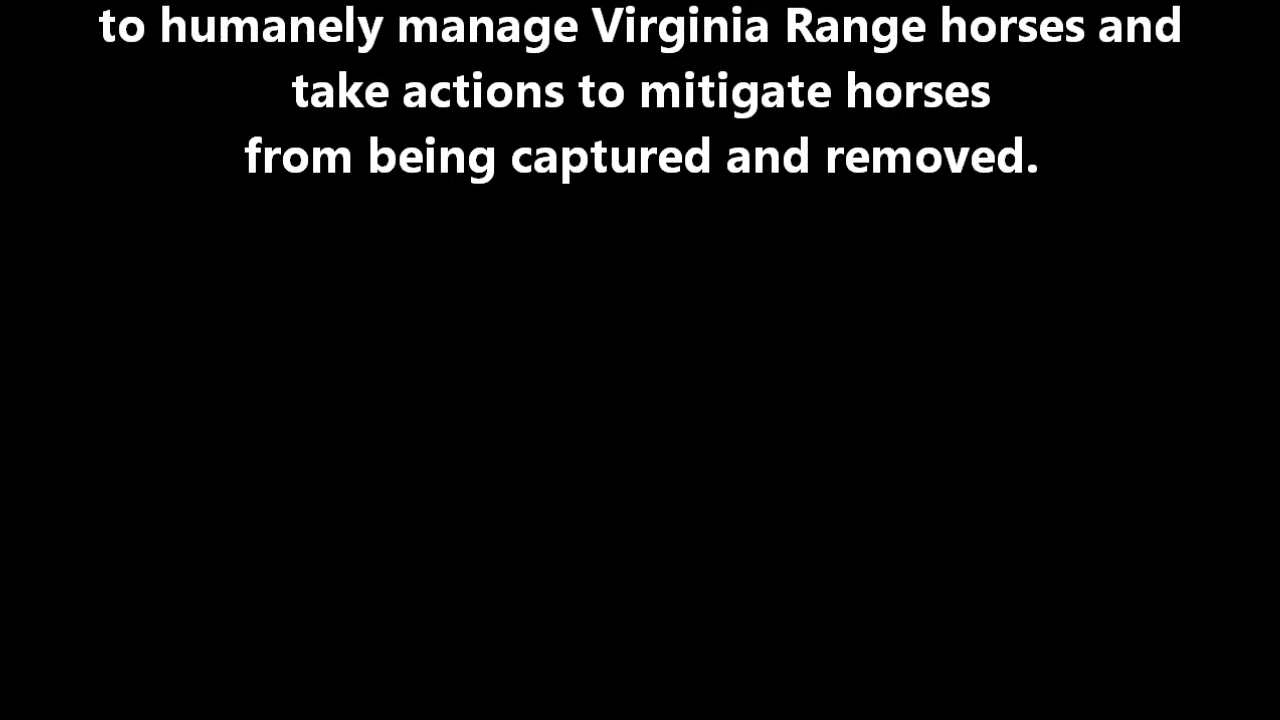 to humanely manage Virginia Range horses and
take actions to mitigate horses
from being captured and removed.